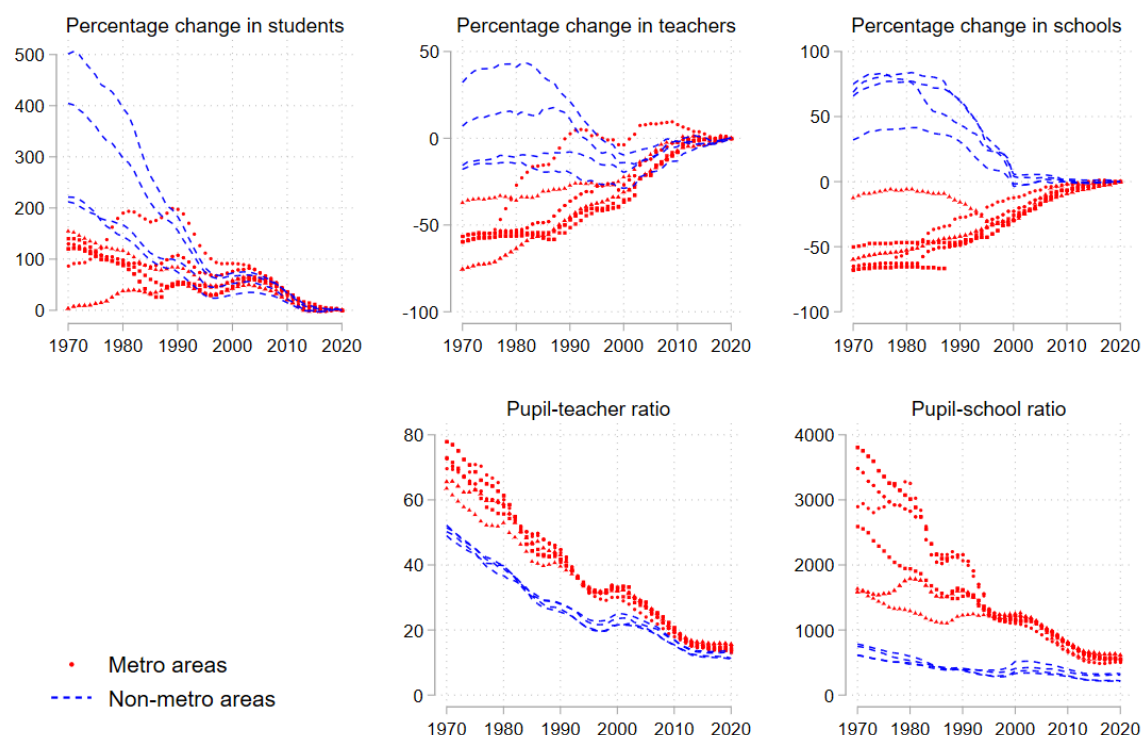 Percentage change in students
500
400
300
200
100
0
1970 1980 1990 2000 2010 2020
Percentage change in teachers
50
0
-50
-100
1970 1980 1990 2000 2010 2020
Percentage change in schools
100
50
0
-50
-100
1970 1980 1990 2000 2010 2020
Metro areas
Non-metro areas
Pupil-teacher ratio
80
60
40
20
0
1970 1980 1990 2000 2010 2020
Pupil-school ratio
4000
3000
2000
1000
0
1970 1980 1990 2000 2010 2020